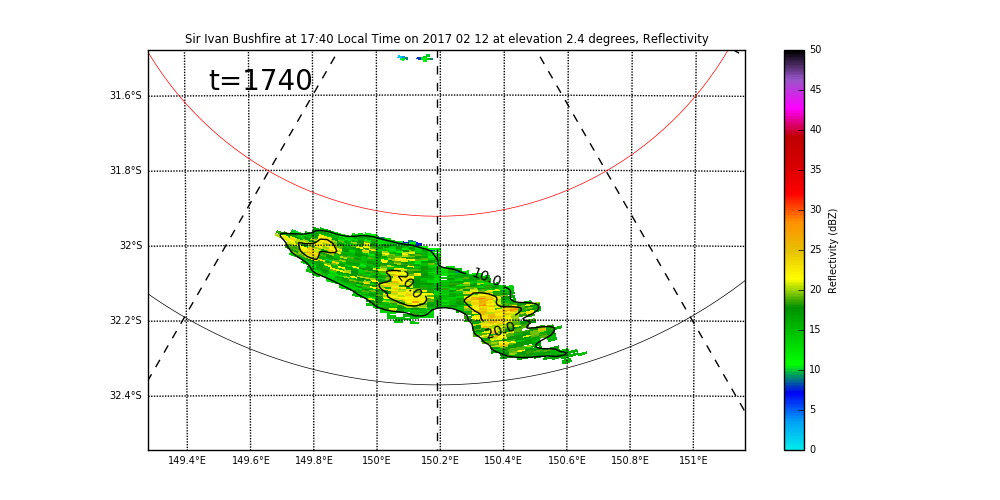 Sir Ivan Bushfire at 17:40 Local Time on 2017 02 12 at elevation 2.4 degrees, Reflectivity
t=1740
31.6°S
31.8°S
32°S
32.2°S
32.4°S
149.4°E 149.6°E 149.8°E 150°E 150.2°E 150.4°E 150.6°E 150.8°E 151°E
10.0
20.0
20.0
50
45
40
35
30
25
20
15
10
5
0
Reflectivity (dBZ)